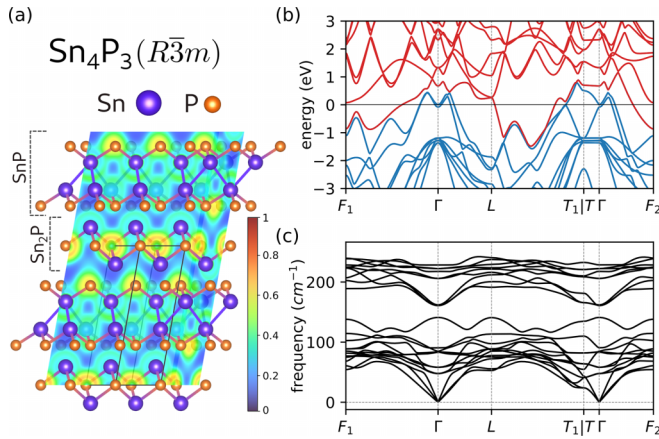 (a)
Sn₄P₃(R3̅m)
Sn P
SnP
Sn₂P
1
0.8
0.6
0.4
0.2
0
(b)
energy (eV)
3
2
1
0
−1
−2
−3
F₁ Γ L T₁|T Γ F₂
(c)
frequency (cm⁻¹)
200
100
0
F₁ Γ L T₁|T Γ F₂